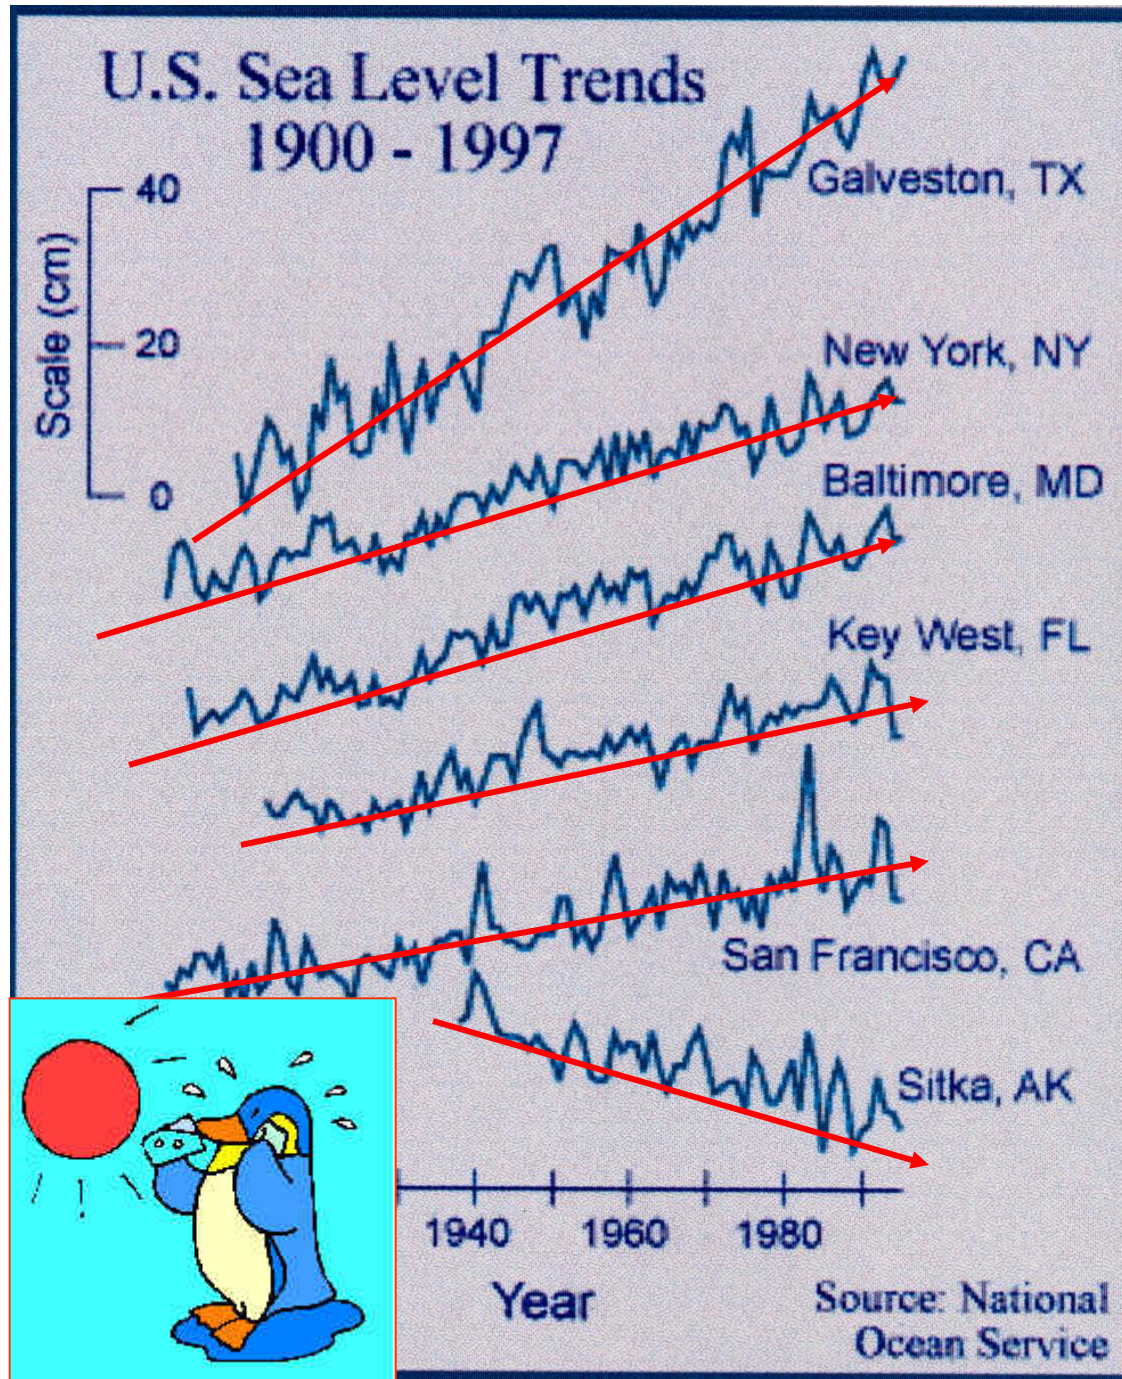 U.S. Sea Level Trends
1900 - 1997
40
20
0
Scale (cm)
Galveston, TX
New York, NY
Baltimore, MD
Key West, FL
San Francisco, CA
Sitka, AK
1940
1960
1980
Year
Source: National
Ocean Service